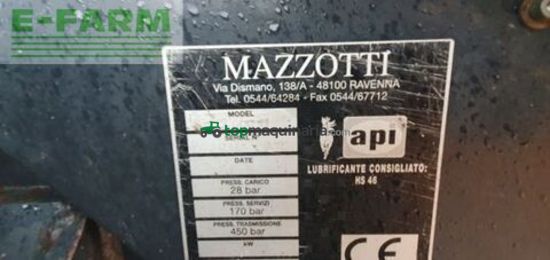 E-FARM
MAZZOTTI
Via Dismano, 138/A - 48100 RAVENNA
Tel. 0544/64284 - Fax 0544/67712
MODEL
topmaquinaria.com
SERIAL N
DATE
api
LUBRIFICANTE CONSIGLIATO:
HS 46
PRESS. CARICO
28 bar
PRESS. SERVIZI
170 bar
PRESS. TRASMISSIONE
450 bar
kW
CE